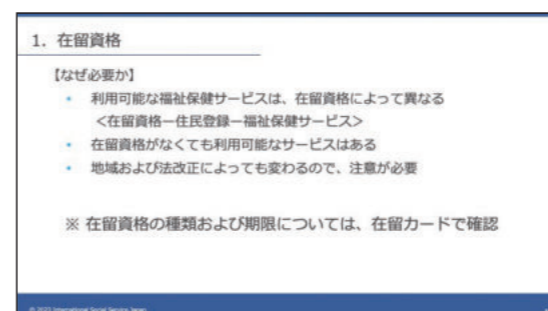 1. 在留資格
【なぜ必要か】
• 利用可能な福祉保健サービスは、在留資格によって異なる
＜在留資格ー住民登録ー福祉保健サービス＞
• 在留資格がなくても利用可能なサービスはある
• 地域および法改正によっても変わるので、注意が必要
※ 在留資格の種類および期限については、在留カードで確認
International Social Service Japan